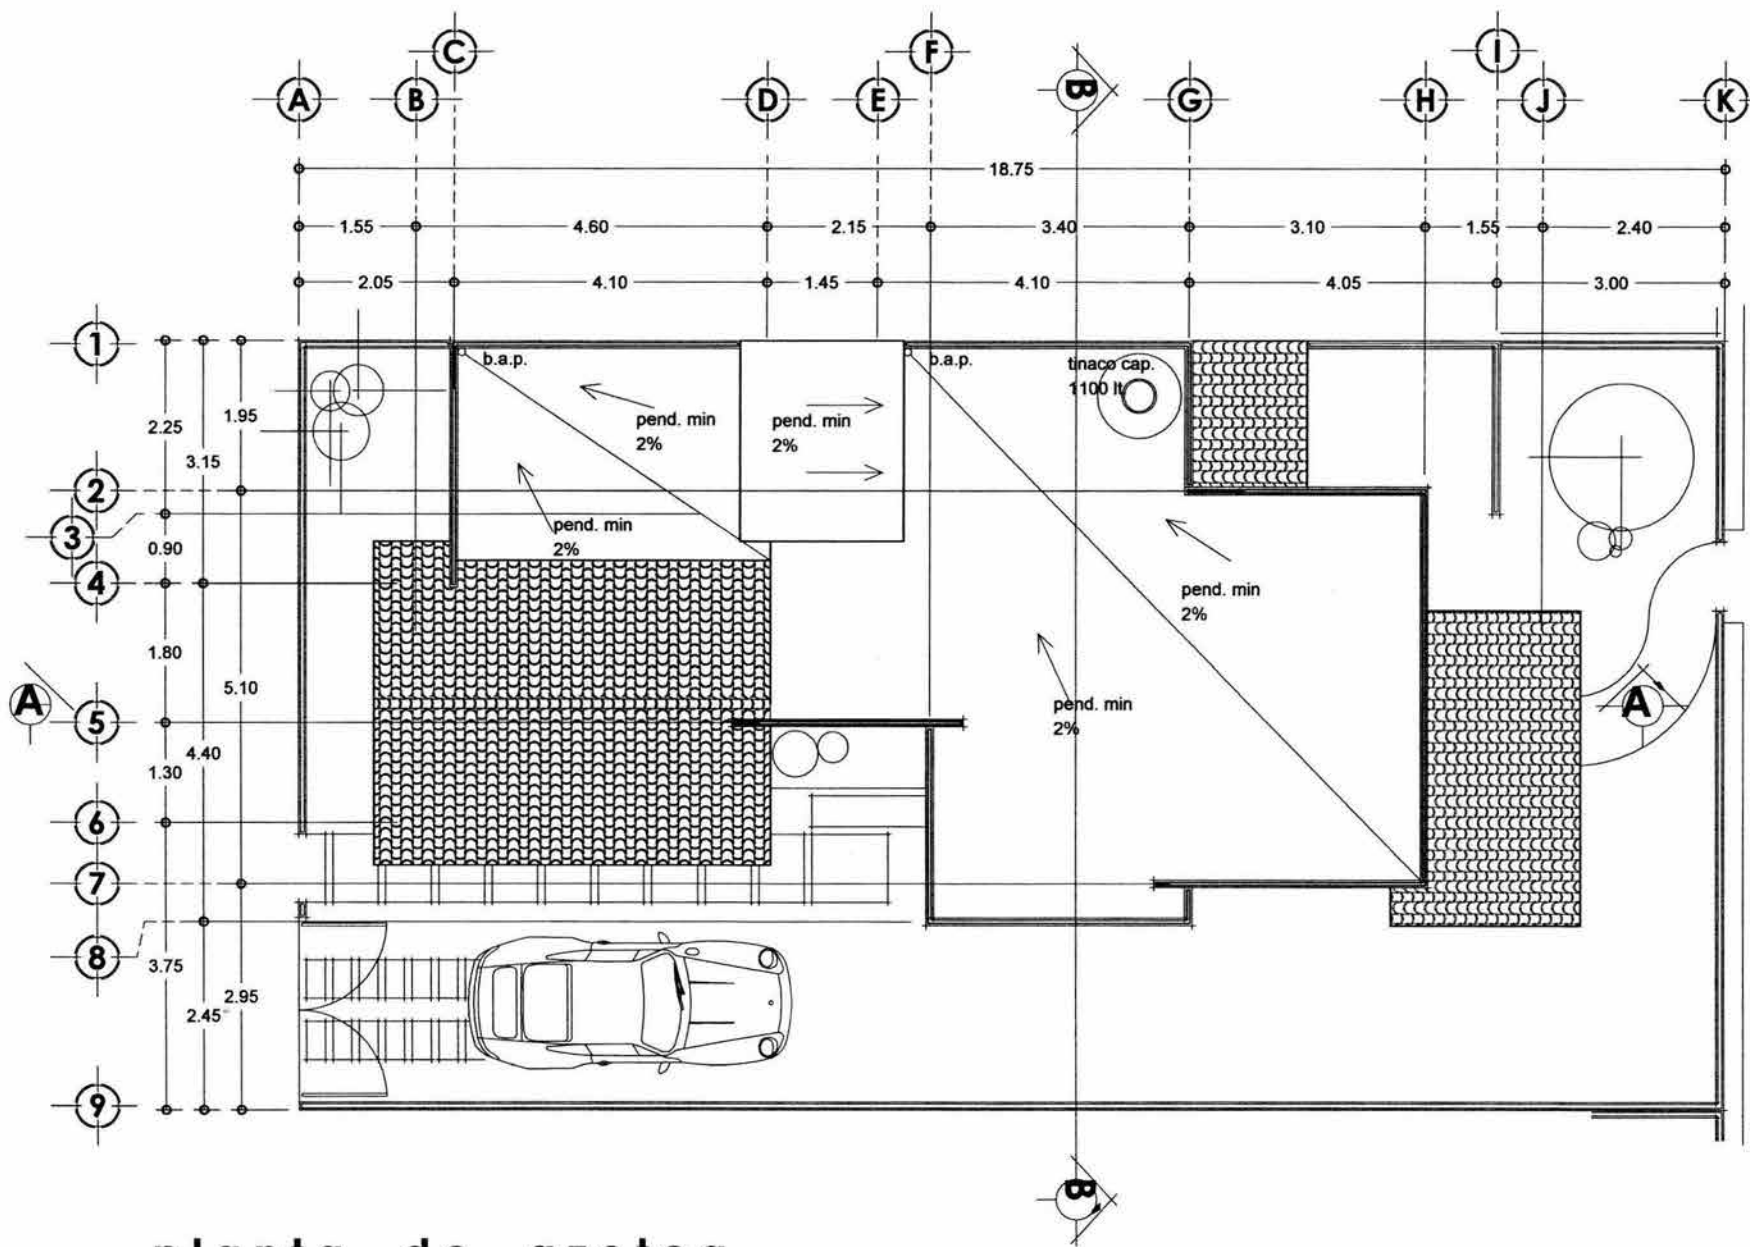 C F I
A B D E B G H J K
18.75
1.55 4.60 2.15 3.40 3.10 1.55 2.40
2.05 4.10 1.45 4.10 4.05 3.00
1
2
3
4
5
6
7
8
9
2.25
0.90
1.80
1.30
3.75
3.15
4.40
2.45
1.95
5.10
2.95
b.a.p.
b.a.p.
tinaco cap.
1100 lt.
pend. min
2%
pend. min
2%
pend. min
2%
pend. min
2%
pend. min
2%
A
A
B
planta de azotea